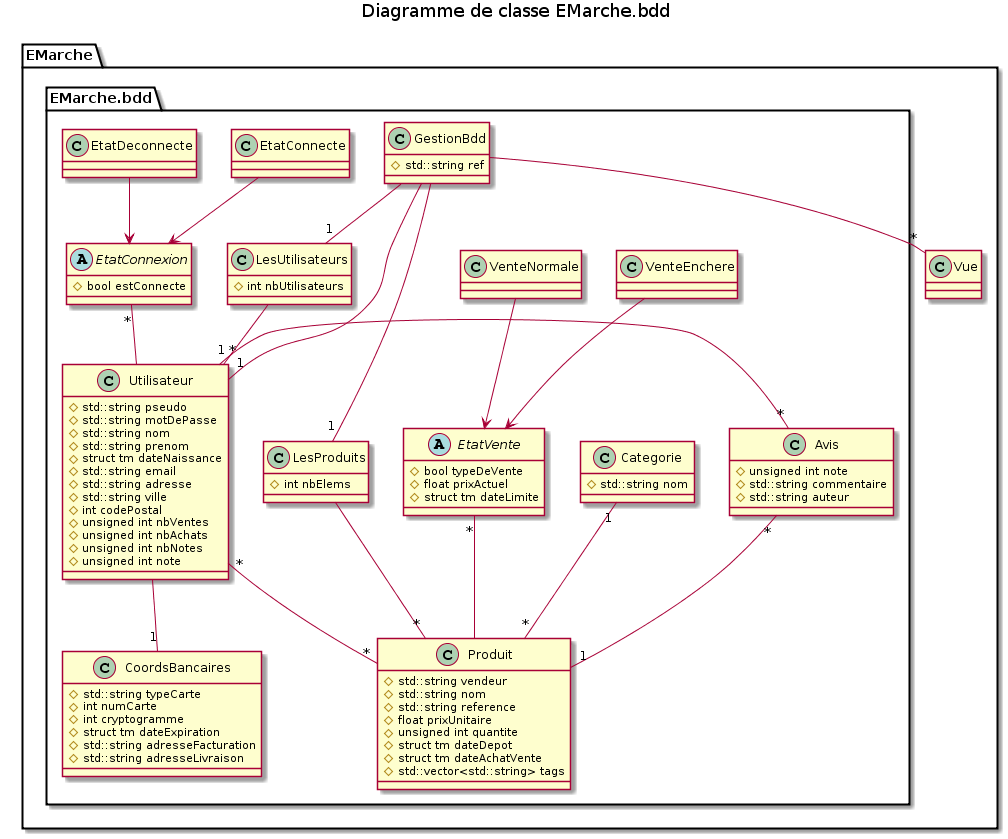 Diagramme de classe EMarche.bdd
EMarche
EMarche.bdd
C EtatDeconnecte
C EtatConnecte
C GestionBdd
std::string ref
1
*
A EtatConnexion
bool estConnecte
C LesUtilisateurs
int nbUtilisateurs
C VenteNormale
C VenteEnchere
C Vue
*
1 *
1
C Utilisateur
std::string pseudo
std::string motDePasse
std::string nom
std::string prenom
struct tm dateNaissance
std::string email
std::string adresse
std::string ville
int codePostal
unsigned int nbVentes
unsigned int nbAchats
unsigned int nbNotes
unsigned int note
1
*
C LesProduits
int nbElems
A EtatVente
bool typeDeVente
float prixActuel
struct tm dateLimite
C Categorie
std::string nom
C Avis
unsigned int note
std::string commentaire
std::string auteur
*
1
*
*
*
*
*
1
1
C CoordsBancaires
std::string typeCarte
int numCarte
int cryptogramme
struct tm dateExpiration
std::string adresseFacturation
std::string adresseLivraison
C Produit
std::string vendeur
std::string nom
std::string reference
float prixUnitaire
unsigned int quantite
struct tm dateDepot
struct tm dateAchatVente
std::vector<std::string> tags